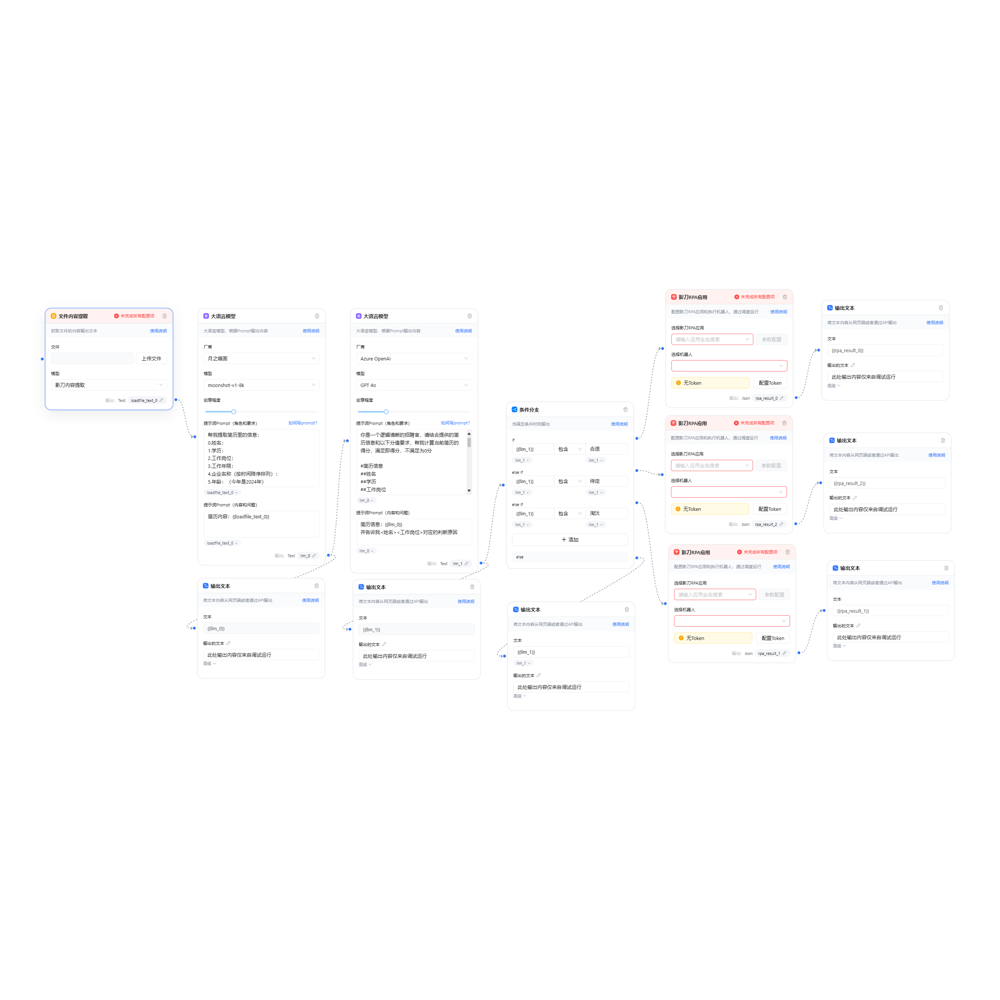 文件内容提取
未完成所有配置项
获取文件的内容输出文本
使用说明
文件
上传文件
模型
影刀内容提取
输出: Text loadfile_text_0
大语言模型
大语言模型，根据Prompt输出内容
使用说明
厂商
月之暗面
模型
moonshot-v1-8k
创意程度
提示词Prompt（角色和要求）
如何写prompt?
帮我提取简历里的信息：
0.姓名：
1.学历：
2.工作岗位：
3.工作年限：
4.企业名称（按时间降序排列）：
5.年龄：（今年是2024年）
loadfile_text_0 +
提示词Prompt（内容和问题）
简历内容：{{loadfile_text_0}}
loadfile_text_0 +
输出: Text llm_0
输出文本
将文本内容从网页端或者通过API输出
使用说明
文本
{{llm_0}}
输出的文本
此处输出内容仅来自调试运行
高级
大语言模型
大语言模型，根据Prompt输出内容
使用说明
厂商
Azure OpenAI
模型
GPT 4o
创意程度
提示词Prompt（角色和要求）
如何写prompt?
你是一个逻辑清晰的招聘官，请结合提供的简
历信息和以下分值要求，帮我计算当前简历的
得分，满足即得分，不满足为0分
#简历信息
##姓名
##学历
##工作岗位
llm_0 +
提示词Prompt（内容和问题）
简历信息：{{llm_0}}
并告诉我<姓名><工作岗位>对应的判断原因
llm_0 +
输出: Text llm_1
输出文本
将文本内容从网页端或者通过API输出
使用说明
文本
{{llm_1}}
输出的文本
此处输出内容仅来自调试运行
高级
条件分支
当满足条件时则输出
使用说明
if
{{llm_1}} 包含 合适
llm_1 + llm_1 +
else if
{{llm_1}} 包含 待定
llm_1 + llm_1 +
else if
{{llm_1}} 包含 淘汰
llm_1 + llm_1 +
+ 添加
else
输出文本
将文本内容从网页端或者通过API输出
使用说明
文本
{{llm_1}}
llm_1 +
输出的文本
此处输出内容仅来自调试运行
高级
影刀RPA应用
未完成所有配置项
配置影刀RPA应用和执行机器人，通过调度运行
使用说明
选择影刀RPA应用
请输入应用全名搜素
参数配置
选择机器人
无Token
配置Token
输出: Json rpa_result_0
输出文本
将文本内容从网页端或者通过API输出
使用说明
文本
{{rpa_result_0}}
输出的文本
此处输出内容仅来自调试运行
高级
影刀RPA应用
未完成所有配置项
配置影刀RPA应用和执行机器人，通过调度运行
使用说明
选择影刀RPA应用
请输入应用全名搜素
参数配置
选择机器人
无Token
配置Token
输出: Json rpa_result_2
输出文本
将文本内容从网页端或者通过API输出
使用说明
文本
{{rpa_result_2}}
输出的文本
此处输出内容仅来自调试运行
高级
影刀RPA应用
未完成所有配置项
配置影刀RPA应用和执行机器人，通过调度运行
使用说明
选择影刀RPA应用
请输入应用全名搜素
参数配置
选择机器人
无Token
配置Token
输出: Json rpa_result_1
输出文本
将文本内容从网页端或者通过API输出
使用说明
文本
{{rpa_result_1}}
输出的文本
此处输出内容仅来自调试运行
高级